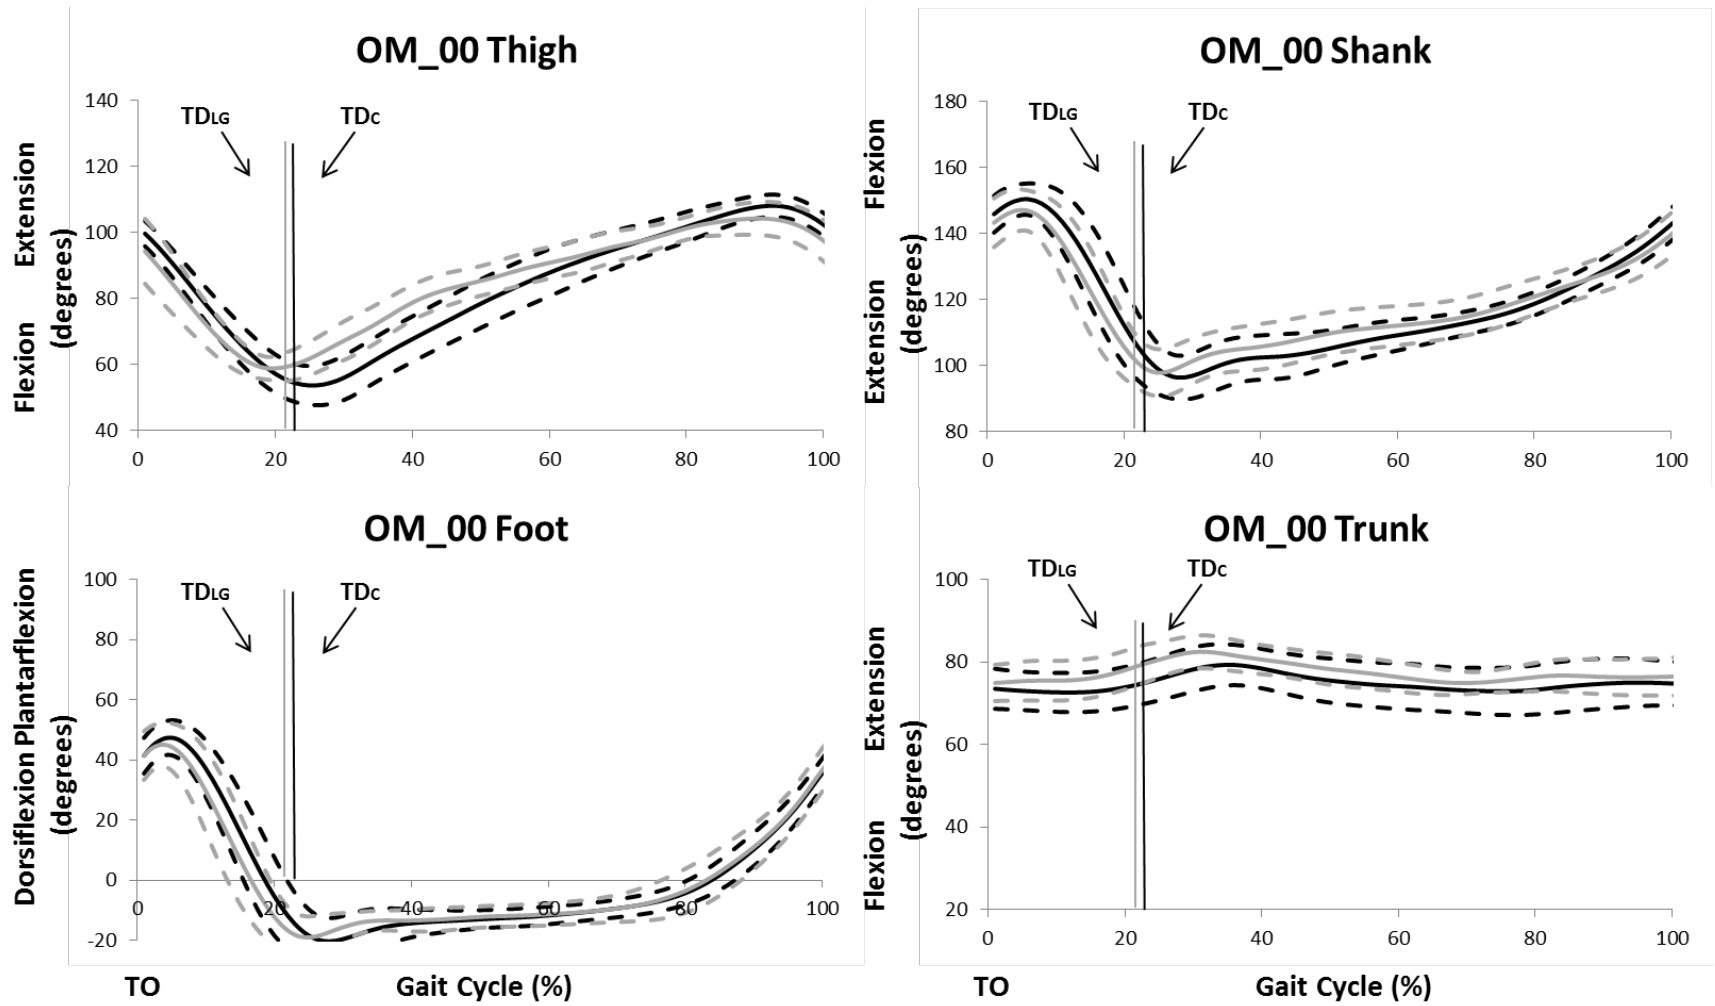 OM_00 Thigh
TDLG
TDC
140
120
100
80
60
40
0 20 40 60 80 100
Flexion Extension
(degrees)
OM_00 Shank
TDLG
TDC
180
160
140
120
100
80
0 20 40 60 80 100
Extension Flexion
(degrees)
OM_00 Foot
TDLG
TDC
100
80
60
40
20
0
-20
0 20 40 60 80 100
Dorsiflexion Plantarflexion
(degrees)
OM_00 Trunk
TDLG
TDC
100
80
60
40
20
0 20 40 60 80 100
Flexion Extension
(degrees)
TO Gait Cycle (%)
TO Gait Cycle (%)